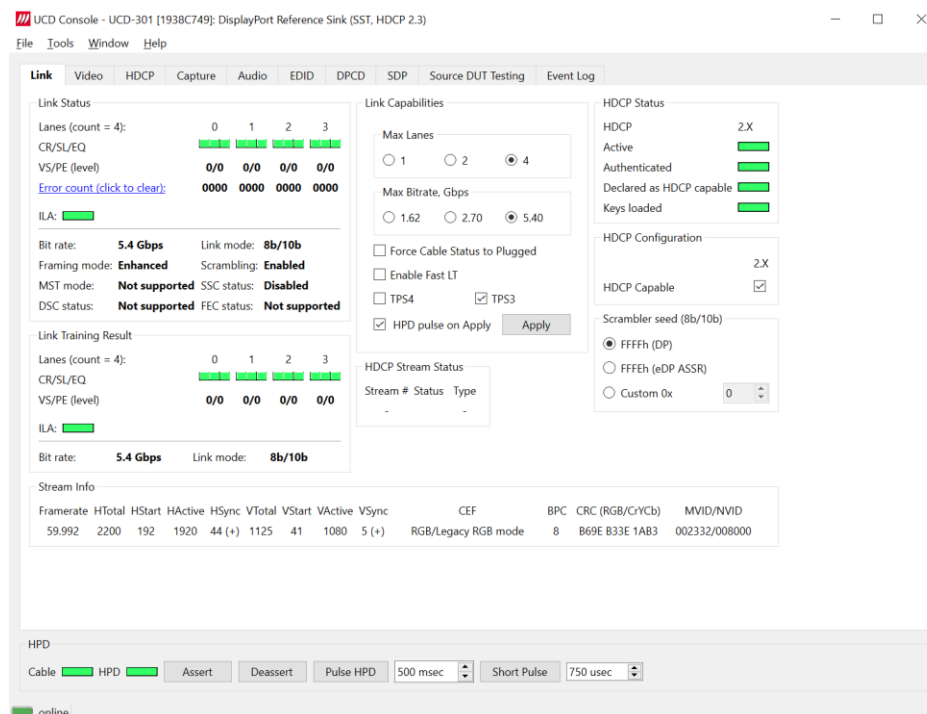 UCD Console - UCD-301 [1938C749]: DisplayPort Reference Sink (SST, HDCP 2.3)
File Tools Window Help
Link Video HDCP Capture Audio EDID DPCD SDP Source DUT Testing Event Log
Link Status
Lanes (count = 4): 0 1 2 3
CR/SL/EQ
VS/PE (level) 0/0 0/0 0/0 0/0
Error count (click to clear): 0000 0000 0000 0000
ILA:
Bit rate: 5.4 Gbps Link mode: 8b/10b
Framing mode: Enhanced Scrambling: Enabled
MST mode: Not supported SSC status: Disabled
DSC status: Not supported FEC status: Not supported
Link Training Result
Lanes (count = 4): 0 1 2 3
CR/SL/EQ
VS/PE (level) 0/0 0/0 0/0 0/0
ILA:
Bit rate: 5.4 Gbps Link mode: 8b/10b
Link Capabilities
Max Lanes
1 2 4
Max Bitrate, Gbps
1.62 2.70 5.40
Force Cable Status to Plugged
Enable Fast LT
TPS4 TPS3
HPD pulse on Apply Apply
HDCP Stream Status
Stream # Status Type
- -
HDCP Status
HDCP 2.X
Active
Authenticated
Declared as HDCP capable
Keys loaded
HDCP Configuration
2.X
HDCP Capable
Scrambler seed (8b/10b)
FFFFh (DP)
FFFEh (eDP ASSR)
Custom 0x 0
Stream Info
Framerate HTotal HStart HActive HSync VTotal VStart VActive VSync CEF BPC CRC (RGB/CrYCb) MVID/NVID
59.992 2200 192 1920 44 (+) 1125 41 1080 5 (+) RGB/Legacy RGB mode 8 B69E B33E 1AB3 002332/008000
HPD
Cable HPD Assert Deassert Pulse HPD 500 msec Short Pulse 750 usec
online